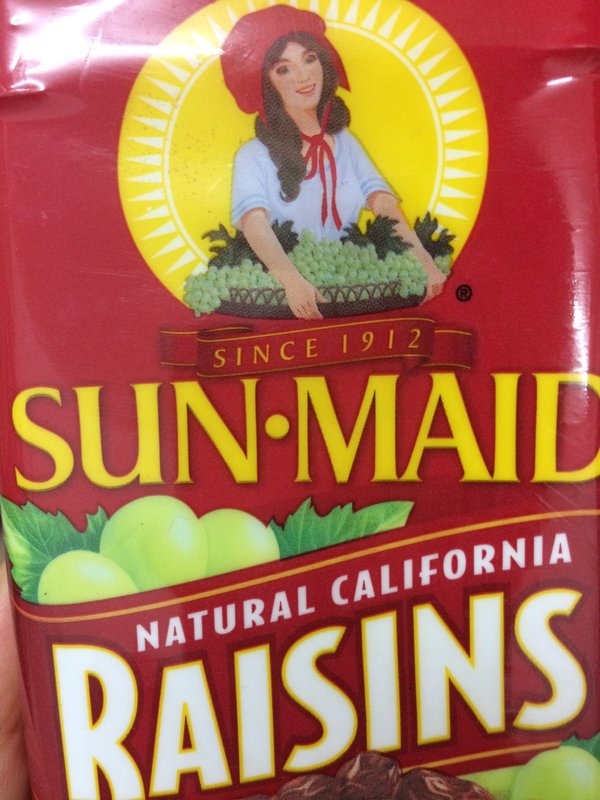 ®
SINCE 1912
SUN•MAID
NATURAL CALIFORNIA
RAISINS